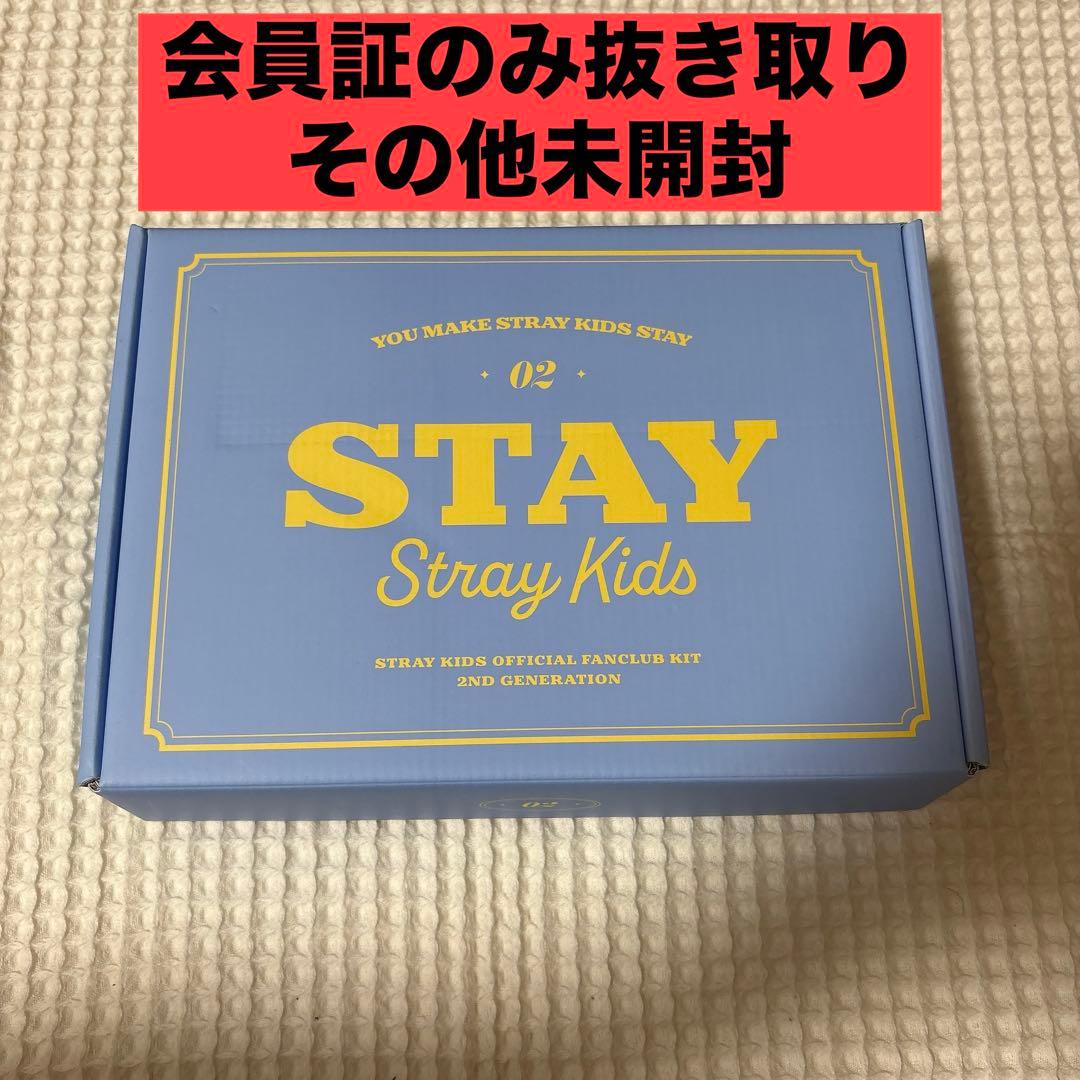 会員証のみ抜き取り
その他未開封
YOU MAKE STRAY KIDS STAY
02
STAY
Stray Kids
STRAY KIDS OFFICIAL FANCLUB KIT
2ND GENERATION
02